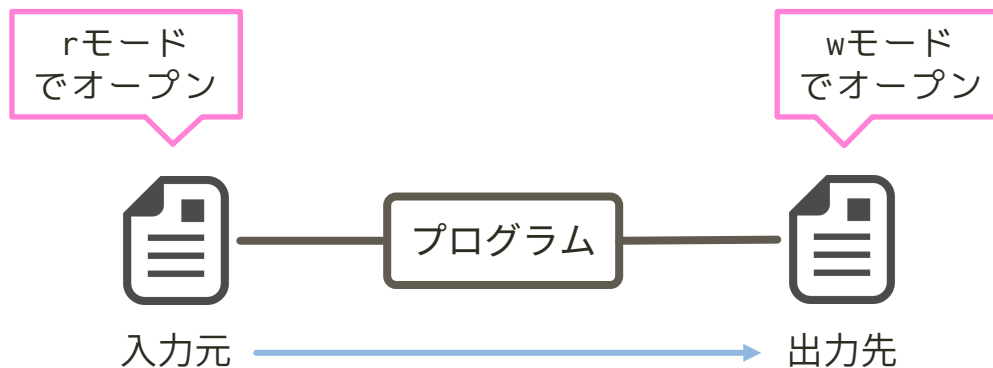 rモード
でオープン
wモード
でオープン
プログラム
入力元
出力先